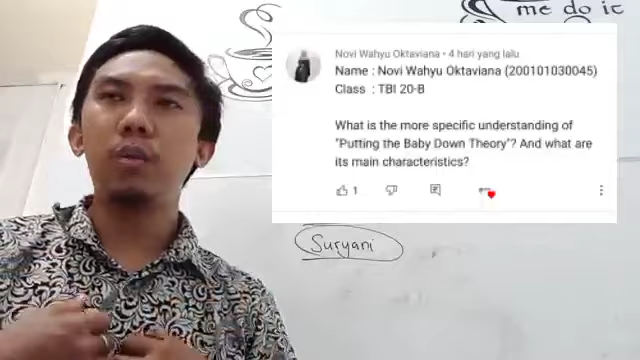 me do it
Novi Wahyu Oktaviana • 4 hari yang lalu
Name : Novi Wahyu Oktaviana (200101030045)
Class : TBI 20-B
What is the more specific understanding of
"Putting the Baby Down Theory"? And what are
its main characteristics?
1
Suryani